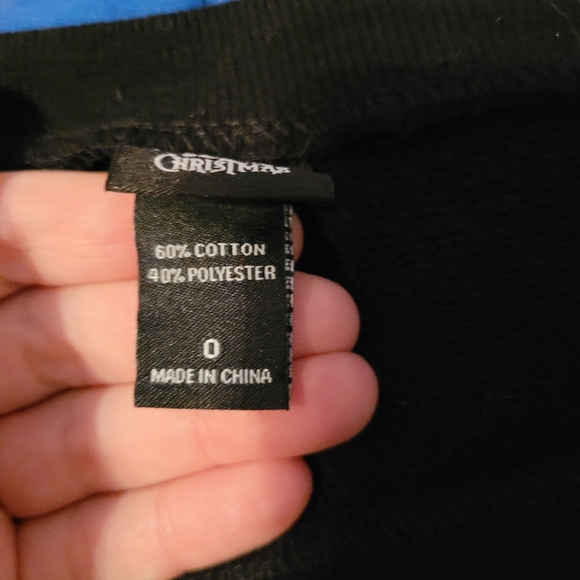 CHRISTMAS
60% COTTON
40% POLYESTER
0
MADE IN CHINA